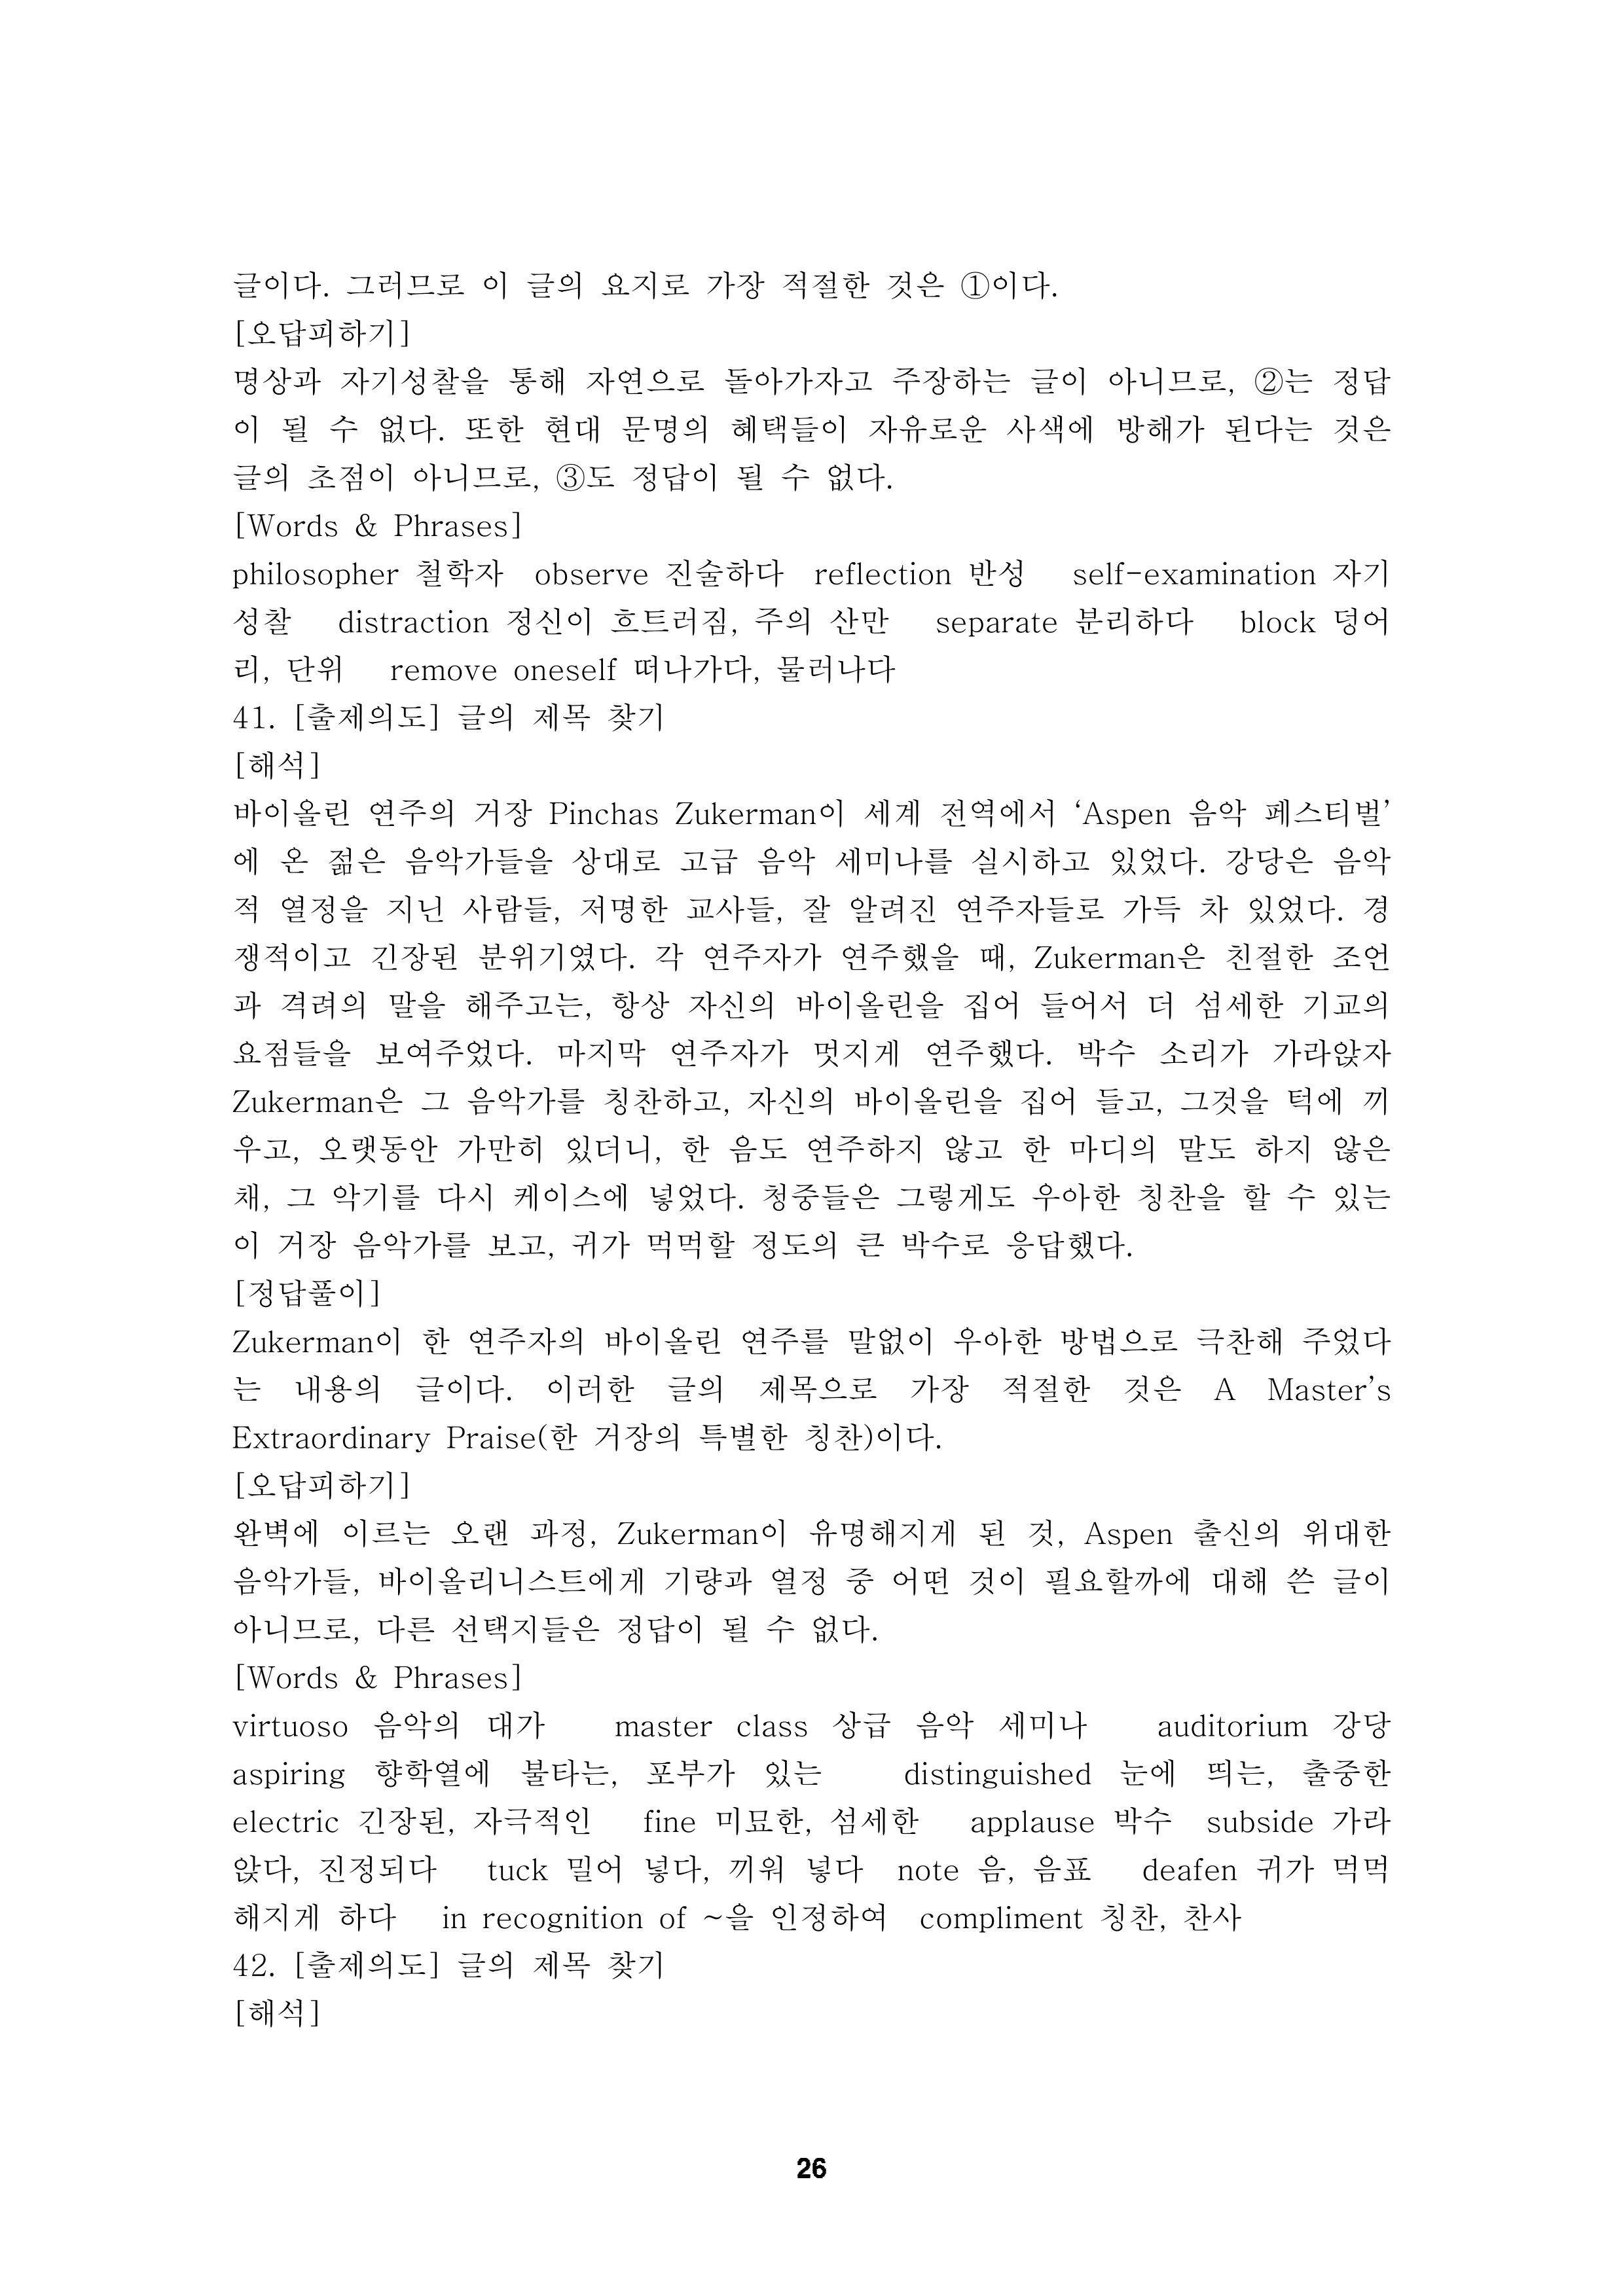 글이다. 그러므로 이 글의 요지로 가장 적절한 것은 ①이다.
[오답피하기]
명상과 자기성찰을 통해 자연으로 돌아가자고 주장하는 글이 아니므로, ②는 정답
이 될 수 없다. 또한 현대 문명의 혜택들이 자유로운 사색에 방해가 된다는 것은
글의 초점이 아니므로, ③도 정답이 될 수 없다.
[Words & Phrases]
philosopher 철학자 observe 진술하다 reflection 반성 self-examination 자기
성찰 distraction 정신이 흐트러짐, 주의 산만 separate 분리하다 block 덩어
리, 단위 remove oneself 떠나가다, 물러나다
41. [출제의도] 글의 제목 찾기
[해석]
바이올린 연주의 거장 Pinchas Zukerman이 세계 전역에서 ‘Aspen 음악 페스티벌’
에 온 젊은 음악가들을 상대로 고급 음악 세미나를 실시하고 있었다. 강당은 음악
적 열정을 지닌 사람들, 저명한 교사들, 잘 알려진 연주자들로 가득 차 있었다. 경
쟁적이고 긴장된 분위기였다. 각 연주자가 연주했을 때, Zukerman은 친절한 조언
과 격려의 말을 해주고는, 항상 자신의 바이올린을 집어 들어서 더 섬세한 기교의
요점들을 보여주었다. 마지막 연주자가 멋지게 연주했다. 박수 소리가 가라앉자
Zukerman은 그 음악가를 칭찬하고, 자신의 바이올린을 집어 들고, 그것을 턱에 끼
우고, 오랫동안 가만히 있더니, 한 음도 연주하지 않고 한 마디의 말도 하지 않은
채, 그 악기를 다시 케이스에 넣었다. 청중들은 그렇게도 우아한 칭찬을 할 수 있는
이 거장 음악가를 보고, 귀가 먹먹할 정도의 큰 박수로 응답했다.
[정답풀이]
Zukerman이 한 연주자의 바이올린 연주를 말없이 우아한 방법으로 극찬해 주었다
는 내용의 글이다. 이러한 글의 제목으로 가장 적절한 것은 A Master’s
Extraordinary Praise(한 거장의 특별한 칭찬)이다.
[오답피하기]
완벽에 이르는 오랜 과정, Zukerman이 유명해지게 된 것, Aspen 출신의 위대한
음악가들, 바이올리니스트에게 기량과 열정 중 어떤 것이 필요할까에 대해 쓴 글이
아니므로, 다른 선택지들은 정답이 될 수 없다.
[Words & Phrases]
virtuoso 음악의 대가 master class 상급 음악 세미나 auditorium 강당
aspiring 향학열에 불타는, 포부가 있는 distinguished 눈에 띄는, 출중한
electric 긴장된, 자극적인 fine 미묘한, 섬세한 applause 박수 subside 가라
앉다, 진정되다 tuck 밀어 넣다, 끼워 넣다 note 음, 음표 deafen 귀가 먹먹
해지게 하다 in recognition of ~을 인정하여 compliment 칭찬, 찬사
42. [출제의도] 글의 제목 찾기
[해석]
26